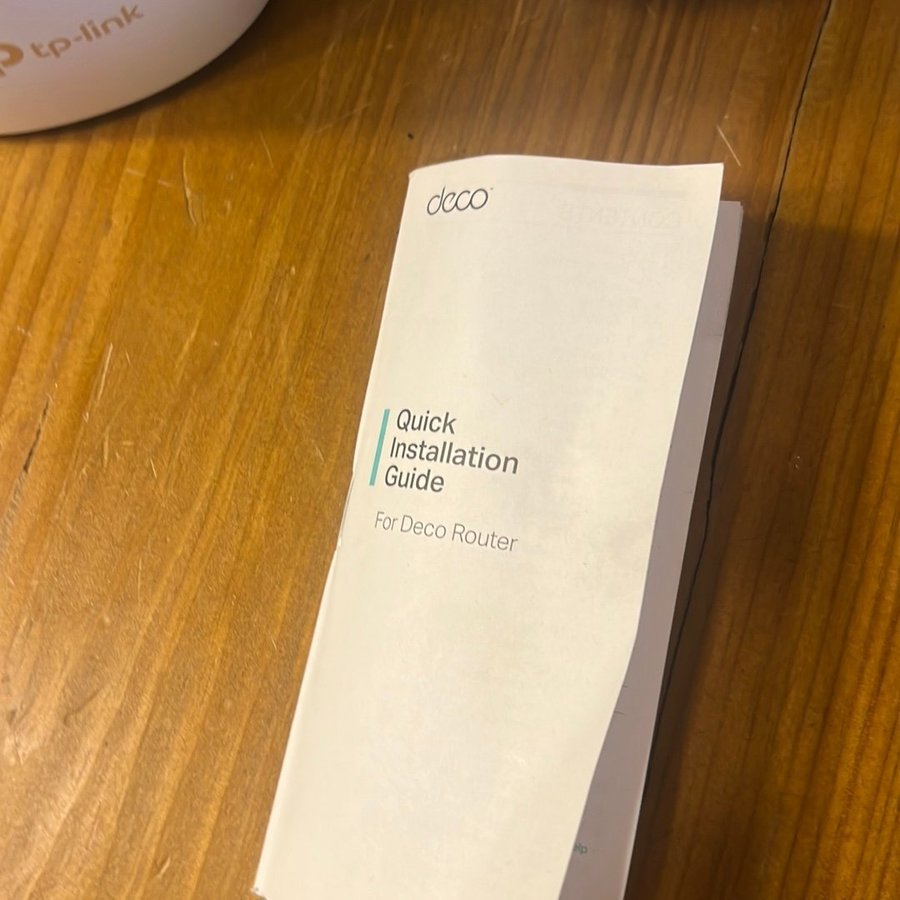 tp-link
deco
Quick
Installation
Guide
For Deco Router